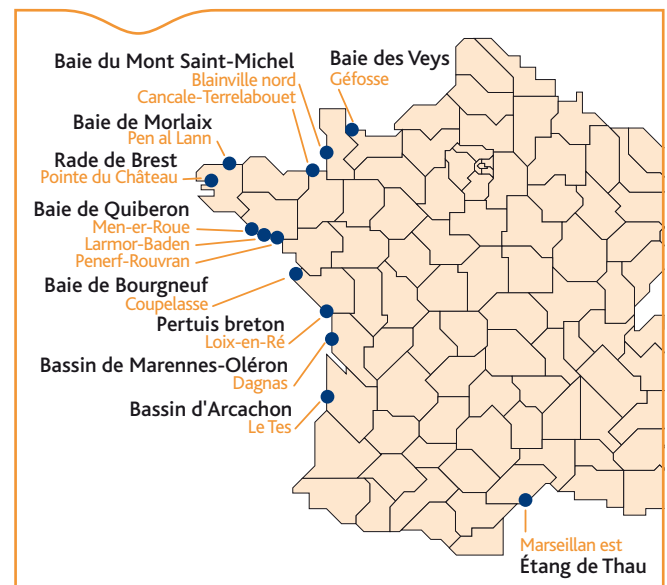 Baie du Mont Saint-Michel
Blainville nord
Cancale-Terrelabouet
Baie des Veys
Géfosse
Baie de Morlaix
Pen al Lann
Rade de Brest
Pointe du Château
Baie de Quiberon
Men-er-Roue
Larmor-Baden
Penerf-Rouvran
Baie de Bourgneuf
Coupelasse
Pertuis breton
Loix-en-Ré
Bassin de Marennes-Oléron
Dagnas
Bassin d'Arcachon
Le Tes
Marseillan est
Étang de Thau